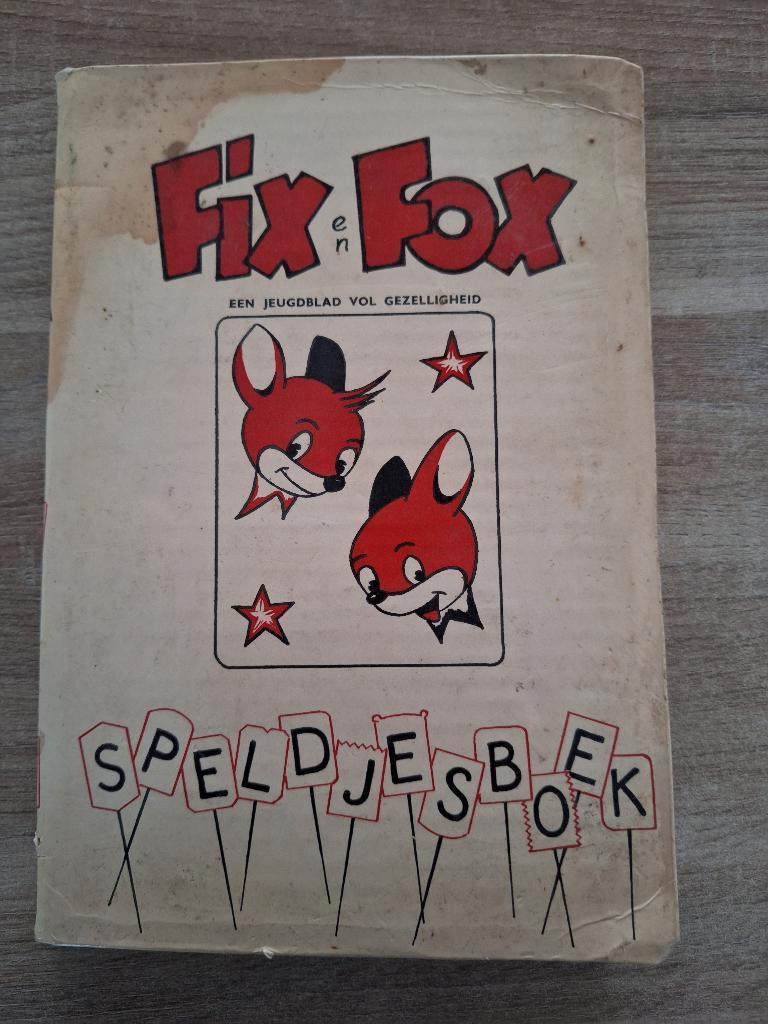 Fix en Fox
EEN JEUGDBLAD VOL GEZELLIGHEID
SPELDJESBOEK